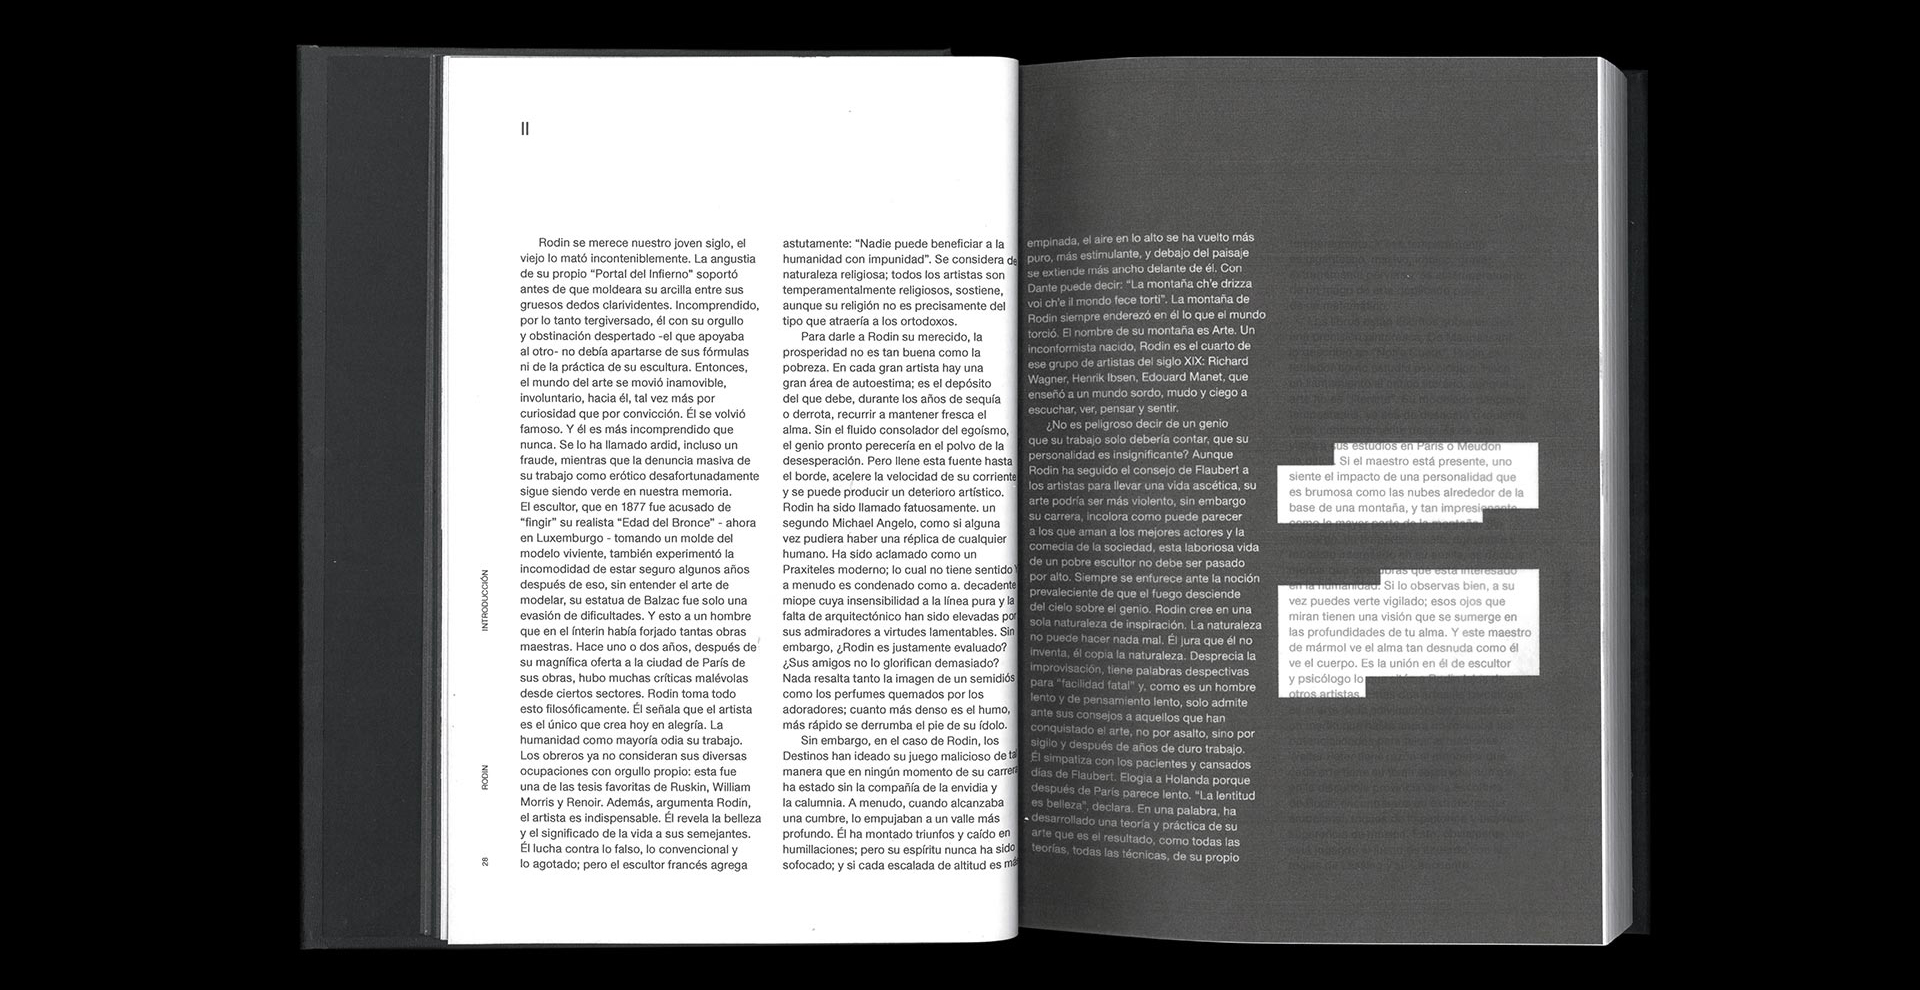 II
Rodin se merece nuestro joven siglo, el
viejo lo mató inconteniblemente. La angustia
de su propio “Portal del Infierno” soportó
antes de que moldeara su arcilla entre sus
gruesos dedos clarividentes. Incomprendido,
por lo tanto tergiversado, él con su orgullo
y obstinación despertado -el que apoyaba
al otro- no debía apartarse de sus fórmulas
ni de la práctica de su escultura. Entonces,
el mundo del arte se movió inamovible,
involuntario, hacia él, tal vez más por
curiosidad que por convicción. Él se volvió
famoso. Y él es más incomprendido que
nunca. Se lo ha llamado ardid, incluso un
fraude, mientras que la denuncia masiva de
su trabajo como erótico desafortunadamente
sigue siendo verde en nuestra memoria.
El escultor, que en 1877 fue acusado de
“fingir” su realista “Edad del Bronce” - ahora
en Luxemburgo - tomando un molde del
modelo viviente, también experimentó la
incomodidad de estar seguro algunos años
después de eso, sin entender el arte de
modelar, su estatua de Balzac fue solo una
evasión de dificultades. Y esto a un hombre
que en el ínterin había forjado tantas obras
maestras. Hace uno o dos años, después de
su magnífica oferta a la ciudad de París de
sus obras, hubo muchas críticas malévolas
desde ciertos sectores. Rodin toma todo
esto filosóficamente. Él señala que el artista
es el único que crea hoy en alegría. La
humanidad como mayoría odia su trabajo.
Los obreros ya no consideran sus diversas
ocupaciones con orgullo propio: esta fue
una de las tesis favoritas de Ruskin, William
Morris y Renoir. Además, argumenta Rodin,
el artista es indispensable. Él revela la belleza
y el significado de la vida a sus semejantes.
Él lucha contra lo falso, lo convencional y
lo agotado; pero el escultor francés agrega
astutamente: “Nadie puede beneficiar a la
humanidad con impunidad”. Se considera de
naturaleza religiosa; todos los artistas son
temperamentalmente religiosos, sostiene,
aunque su religión no es precisamente del
tipo que atraería a los ortodoxos.
Para darle a Rodin su merecido, la
prosperidad no es tan buena como la
pobreza. En cada gran artista hay una
gran área de autoestima; es el depósito
del que debe, durante los años de sequía
o derrota, recurrir a mantener fresca el
alma. Sin el fluido consolador del egoísmo,
el genio pronto perecería en el polvo de la
desesperación. Pero llene esta fuente hasta
el borde, acelere la velocidad de su corriente
y se puede producir un deterioro artístico.
Rodin ha sido llamado fatuosamente. un
segundo Michael Angelo, como si alguna
vez pudiera haber una réplica de cualquier
humano. Ha sido aclamado como un
Praxiteles moderno; lo cual no tiene sentido Y
a menudo es condenado como a. decadente
miope cuya insensibilidad a la línea pura y la
falta de arquitectónico han sido elevadas por
sus admiradores a virtudes lamentables. Sin
embargo, ¿Rodin es justamente evaluado?
¿Sus amigos no lo glorifican demasiado?
Nada resalta tanto la imagen de un semidiós
como los perfumes quemados por los
adoradores; cuanto más denso es el humo,
más rápido se derrumba el pie de su ídolo.
Sin embargo, en el caso de Rodin, los
Destinos han ideado su juego malicioso de tal
manera que en ningún momento de su carrera
ha estado sin la compañía de la envidia y
la calumnia. A menudo, cuando alcanzaba
una cumbre, lo empujaban a un valle más
profundo. Él ha montado triunfos y caído en
humillaciones; pero su espíritu nunca ha sido
sofocado; y si cada escalada de altitud es más
INTRODUCCIÓN
RODIN
28
empinada, el aire en lo alto se ha vuelto más
puro, más estimulante, y debajo del paisaje
se extiende más ancho delante de él. Con
Dante puede decir: “La montaña ch’e drizza
voi ch’e il mondo fece torti”. La montaña de
Rodin siempre enderezó en él lo que el mundo
torció. El nombre de su montaña es Arte. Un
inconformista nacido, Rodin es el cuarto de
ese grupo de artistas del siglo XIX: Richard
Wagner, Henrik Ibsen, Edouard Manet, que
enseñó a un mundo sordo, mudo y ciego a
escuchar, ver, pensar y sentir.
¿No es peligroso decir de un genio
que su trabajo solo debería contar, que su
personalidad es insignificante? Aunque
Rodin ha seguido el consejo de Flaubert a
los artistas para llevar una vida ascética, su
arte podría ser más violento, sin embargo
su carrera, incolora como puede parecer
a los que aman a los mejores actores y la
comedia de la sociedad, esta laboriosa vida
de un pobre escultor no debe ser pasado
por alto. Siempre se enfurece ante la noción
prevaleciente de que el fuego desciende
del cielo sobre el genio. Rodin cree en una
sola naturaleza de inspiración. La naturaleza
no puede hacer nada mal. Él jura que él no
inventa, él copia la naturaleza. Desprecia la
improvisación, tiene palabras despectivas
para “facilidad fatal” y, como es un hombre
lento y de pensamiento lento, solo admite
ante sus consejos a aquellos que han
conquistado el arte, no por asalto, sino por
sigilo y después de años de duro trabajo.
Él simpatiza con los pacientes y cansados
días de Flaubert. Elogia a Holanda porque
después de París parece lento. “La lentitud
es belleza”, declara. En una palabra, ha
desarrollado una teoría y práctica de su
arte que es el resultado, como todas las
teorías, todas las técnicas, de su propio
sus estudios en París o Meudon
Si el maestro está presente, uno
siente el impacto de una personalidad que
es brumosa como las nubes alrededor de la
base de una montaña, y tan impresionante
como la mayor parte de la montaña.
obras que está interesado
en la humanidad. Si lo observas bien, a su
vez puedes verte vigilado; esos ojos que
miran tienen una visión que se sumerge en
las profundidades de tu alma. Y este maestro
de mármol ve el alma tan desnuda como él
ve el cuerpo. Es la unión en él de escultor
y psicólogo lo
otros artistas.